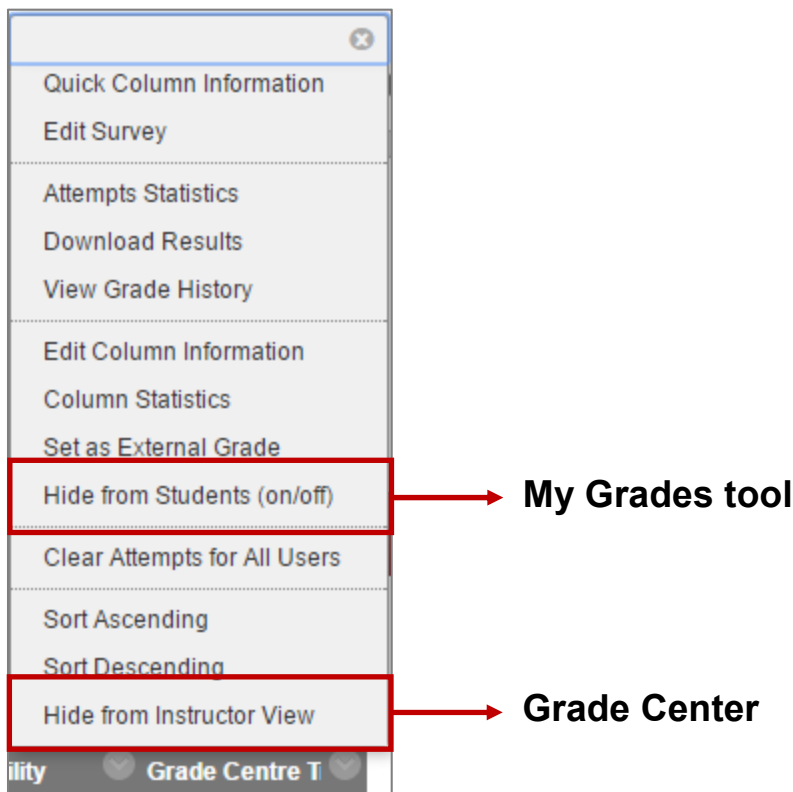 Quick Column Information
Edit Survey
Attempts Statistics
Download Results
View Grade History
Edit Column Information
Column Statistics
Set as External Grade
Hide from Students (on/off)
My Grades tool
Clear Attempts for All Users
Sort Ascending
Sort Descending
Hide from Instructor View
Grade Center
ility
Grade Centre T